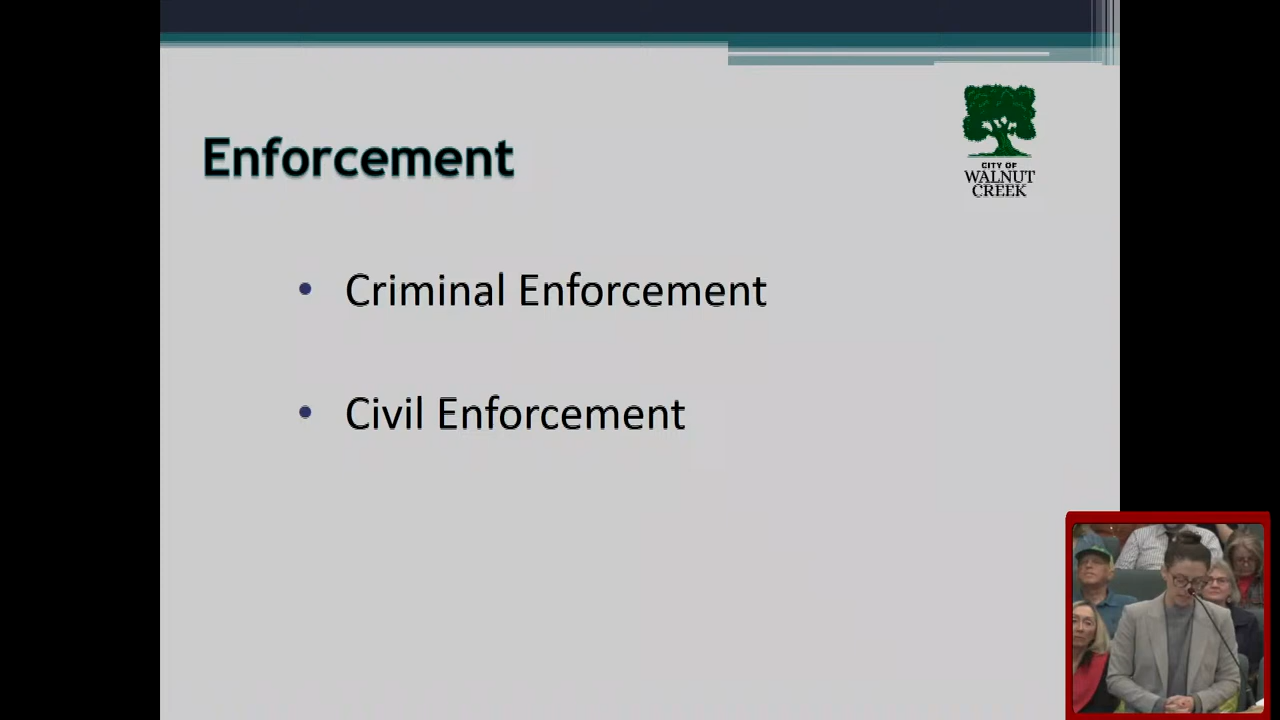 Enforcement
CITY OF
WALNUT
CREEK
• Criminal Enforcement
• Civil Enforcement